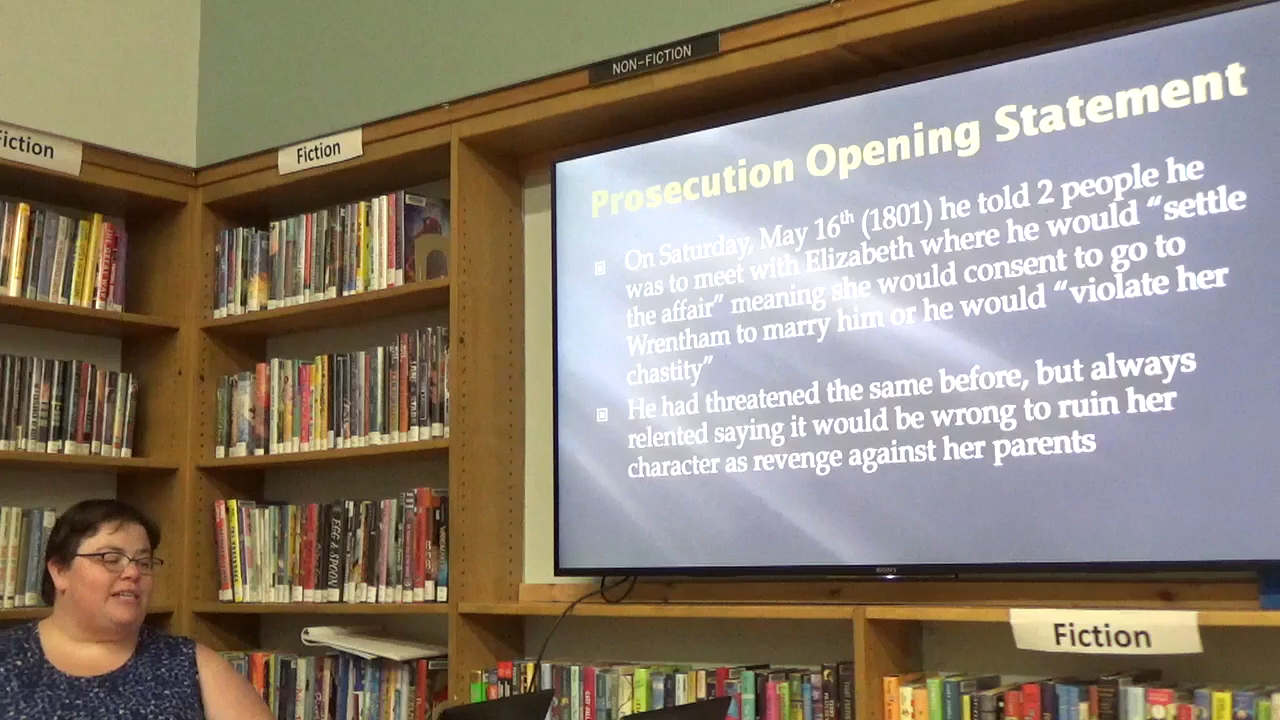 NON-FICTION
Fiction
Fiction
Prosecution Opening Statement
On Saturday, May 16th (1801) he told 2 people he
was to meet with Elizabeth where he would “settle
the affair” meaning she would consent to go to
Wrentham to marry him or he would “violate her
chastity”
He had threatened the same before, but always
relented saying it would be wrong to ruin her
character as revenge against her parents
SONY
EGG & SPOON
Fiction